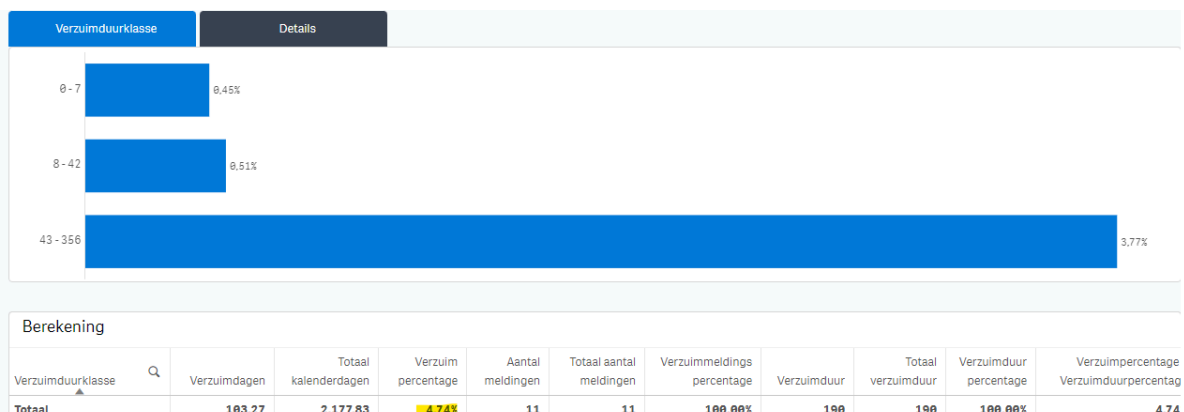 Verzuimduurklasse Details
0 - 7 0,45%
8 - 42 0,51%
43 - 356 3,77%
Berekening
Totaal Verzuim Aantal Totaal aantal Verzuimmeldings Totaal Verzuimduur Verzuimpercentage
Verzuimduurklasse Verzuimdagen kalenderdagen percentage meldingen meldingen percentage Verzuimduur verzuimduur percentage Verzuimduurpercentag
Totaal 103,27 2.177,83 4,74% 11 11 100,00% 190 190 100,00% 4,74